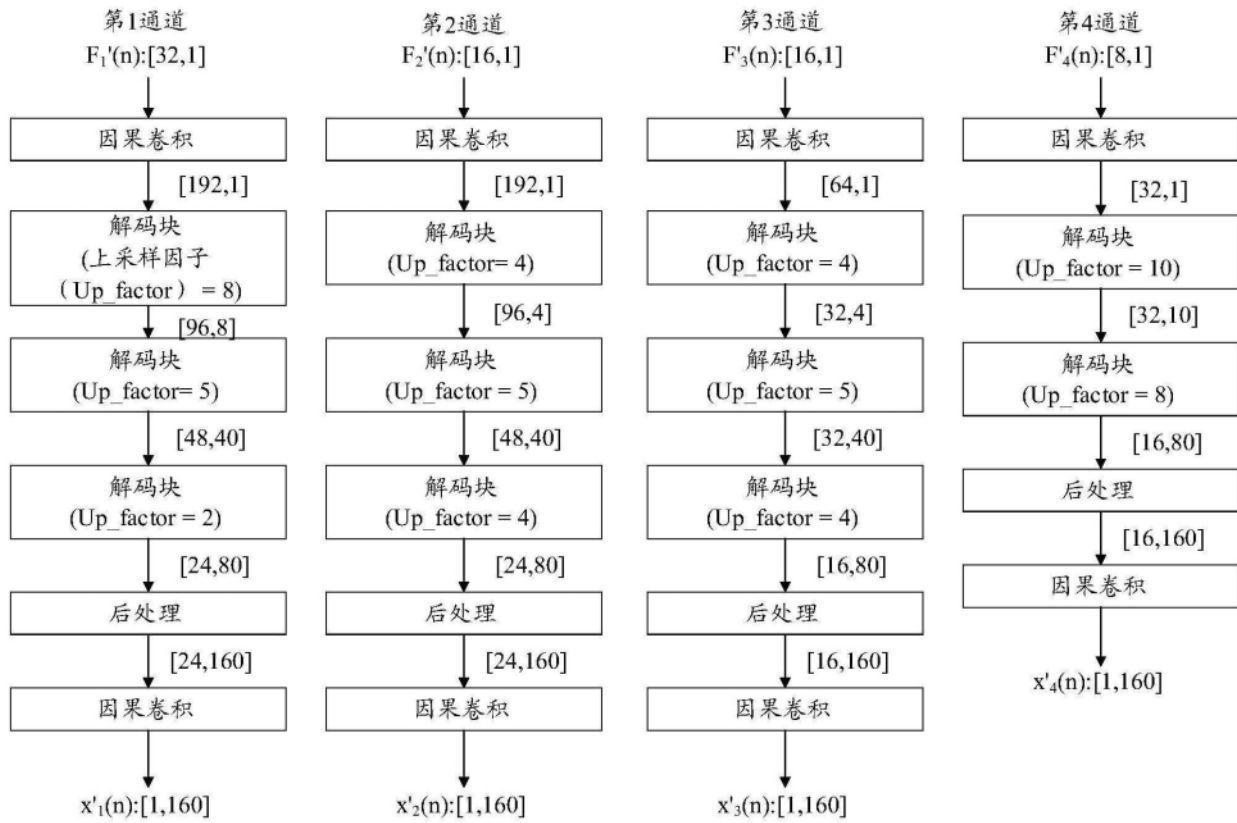 第1通道
F₁'(n):[32,1]
因果卷积
[192,1]
解码块
(上采样因子
（Up_factor）= 8)
[96,8]
解码块
(Up_factor= 5)
[48,40]
解码块
(Up_factor = 2)
[24,80]
后处理
[24,160]
因果卷积
x'₁(n):[1,160]
第2通道
F₂'(n):[16,1]
因果卷积
[192,1]
解码块
(Up_factor= 4)
[96,4]
解码块
(Up_factor = 5)
[48,40]
解码块
(Up_factor = 4)
[24,80]
后处理
[24,160]
因果卷积
x'₂(n):[1,160]
第3通道
F'₃(n):[16,1]
因果卷积
[64,1]
解码块
(Up_factor = 4)
[32,4]
解码块
(Up_factor = 5)
[32,40]
解码块
(Up_factor = 4)
[16,80]
后处理
[16,160]
因果卷积
x'₃(n):[1,160]
第4通道
F'₄(n):[8,1]
因果卷积
[32,1]
解码块
(Up_factor = 10)
[32,10]
解码块
(Up_factor = 8)
[16,80]
后处理
[16,160]
因果卷积
x'₄(n):[1,160]